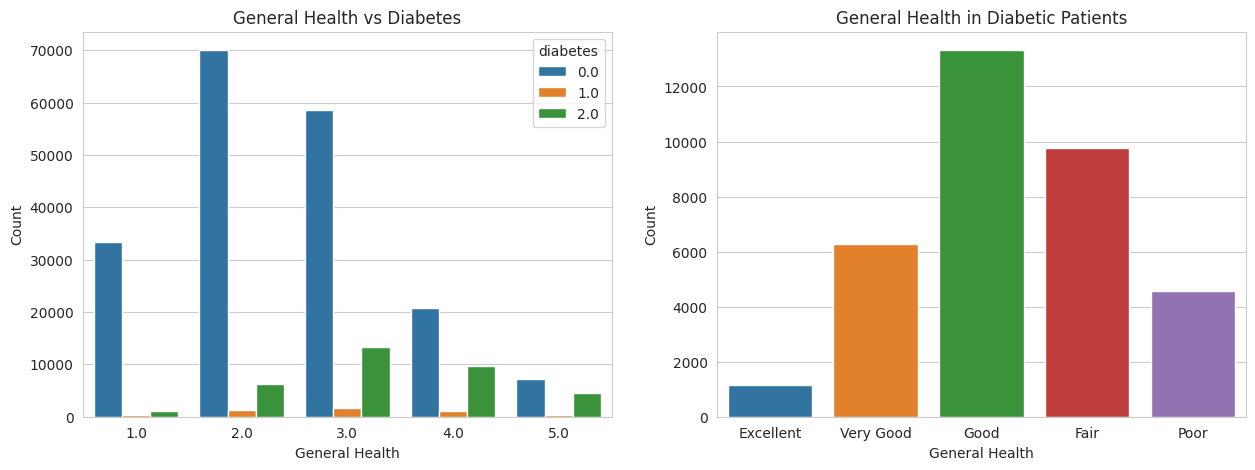 General Health vs Diabetes
70000
60000
50000
40000
30000
20000
10000
0
Count
diabetes
0.0
1.0
2.0
1.0 2.0 3.0 4.0 5.0
General Health
General Health in Diabetic Patients
12000
10000
8000
6000
4000
2000
0
Count
Excellent Very Good Good Fair Poor
General Health